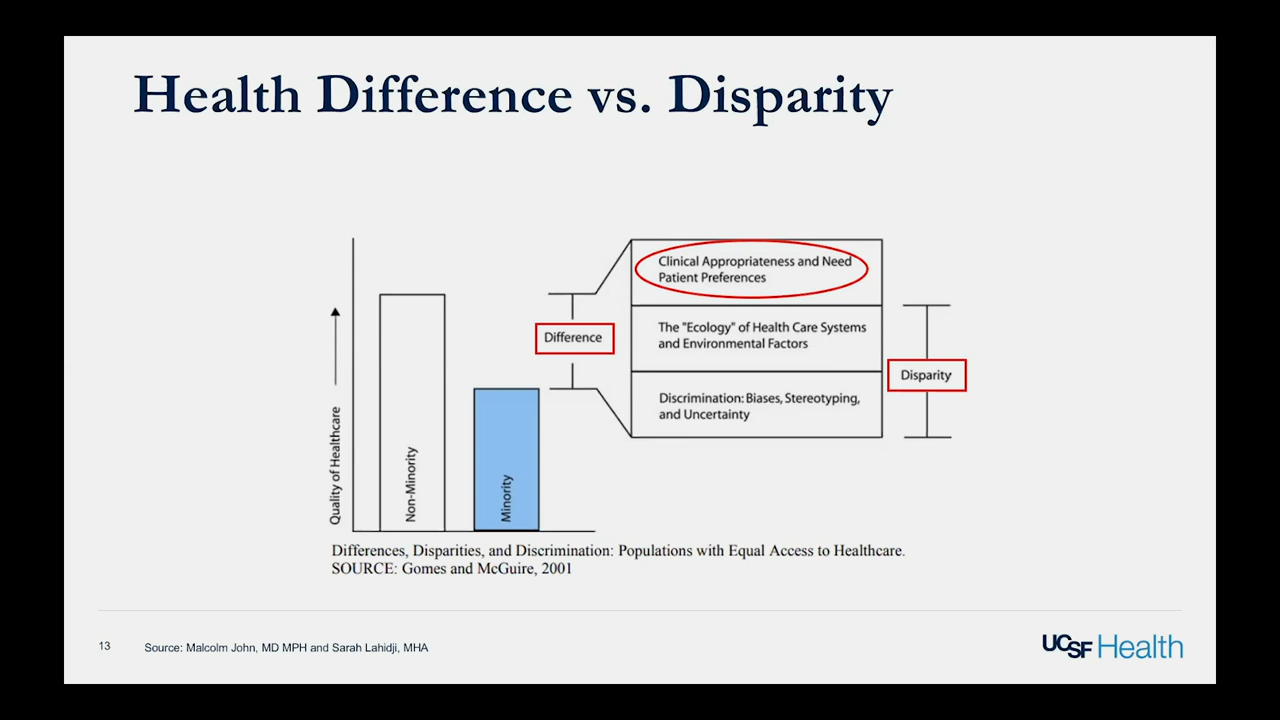 Health Difference vs. Disparity
Quality of Healthcare
Non-Minority
Minority
Difference
Clinical Appropriateness and Need
Patient Preferences
The "Ecology" of Health Care Systems
and Environmental Factors
Discrimination: Biases, Stereotyping,
and Uncertainty
Disparity
Differences, Disparities, and Discrimination: Populations with Equal Access to Healthcare.
SOURCE: Gomes and McGuire, 2001
13
Source: Malcolm John, MD MPH and Sarah Lahidji, MHA
UCSF Health